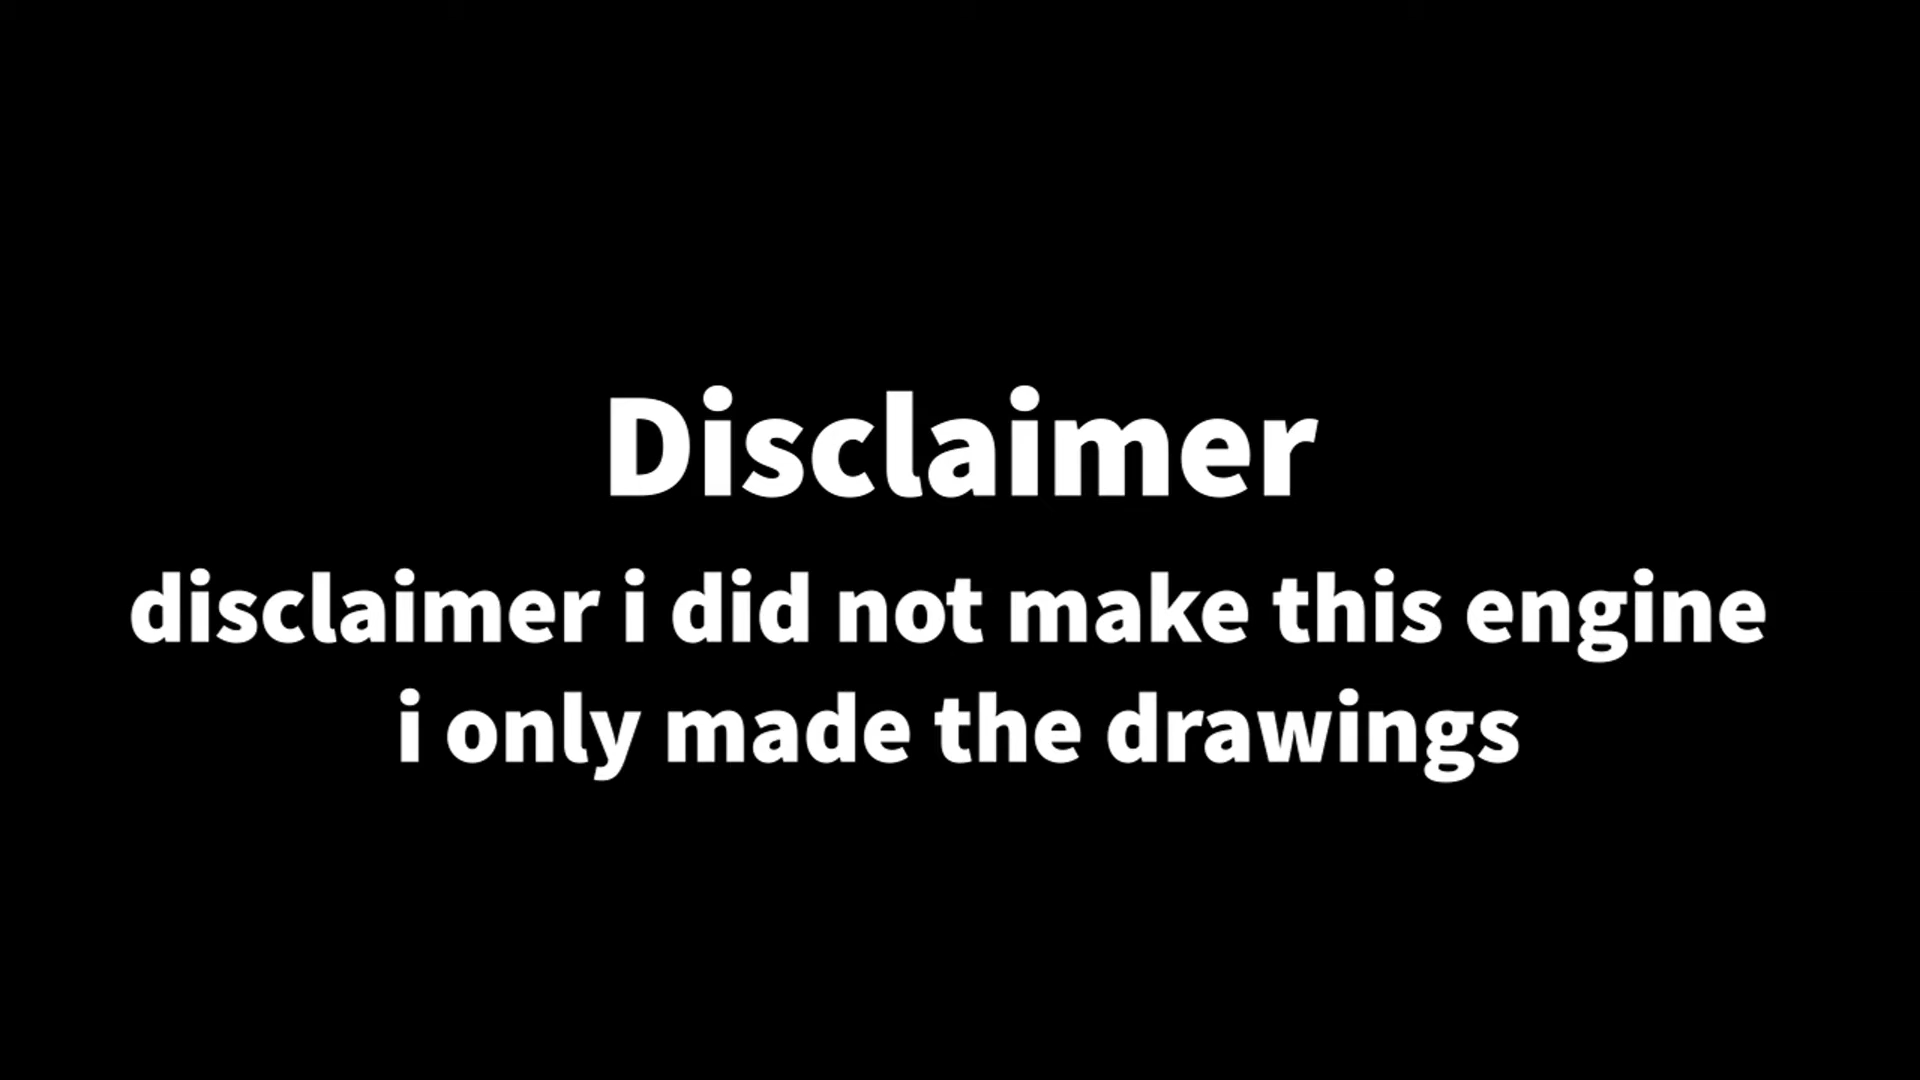 Disclaimer
disclaimer i did not make this engine
i only made the drawings